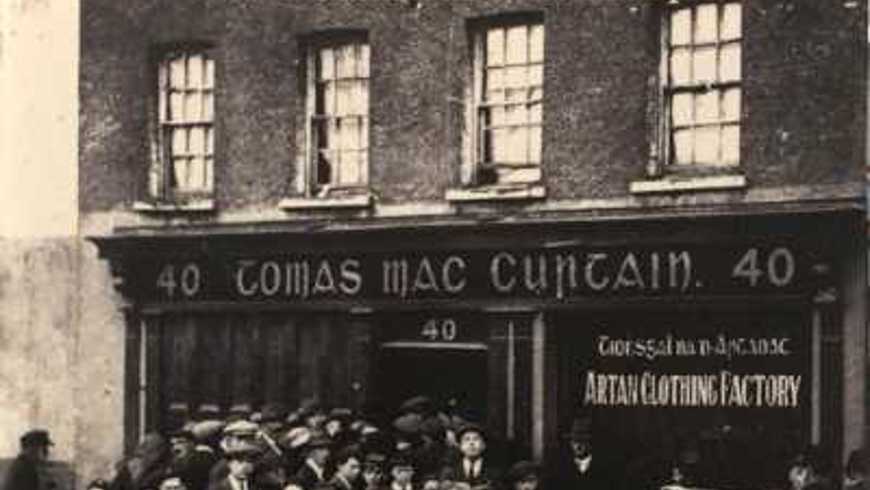 40 Tomas Mac Curtain. 40
40
ARTAN CLOTHING FACTORY